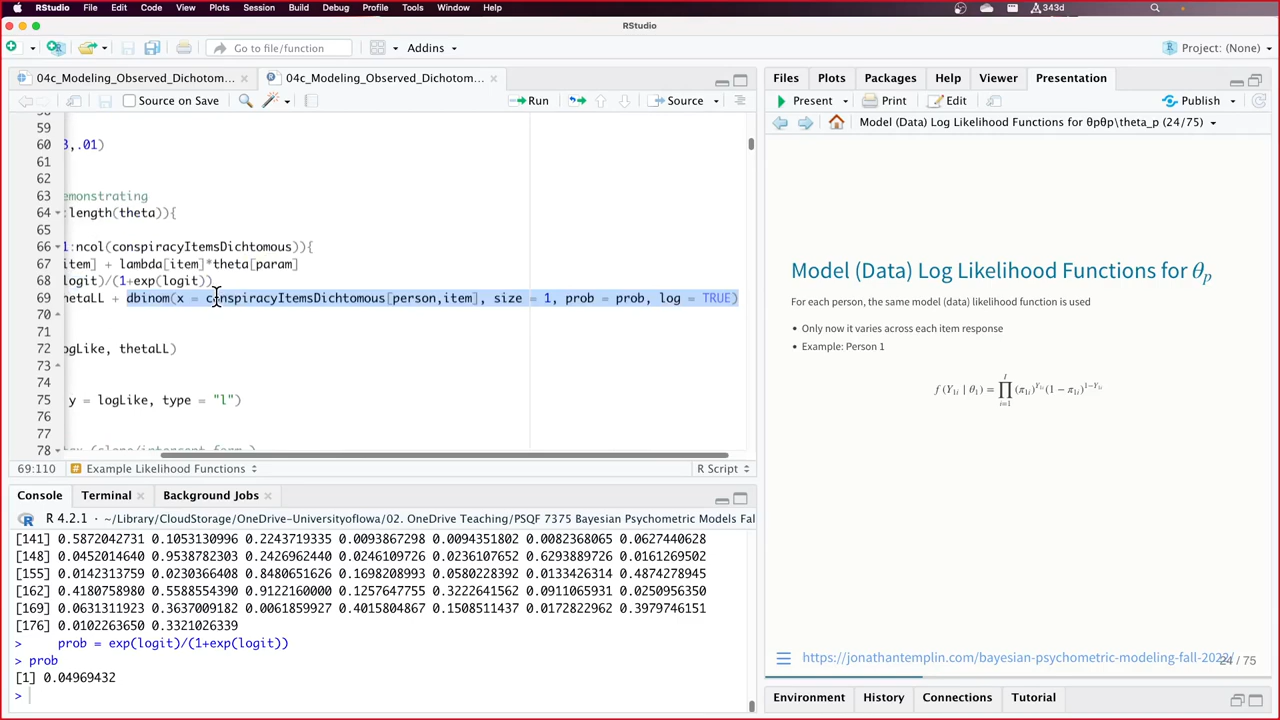 RStudio File Edit Code View Plots Session Build Debug Profile Tools Window Help 343d
RStudio
Go to file/function Addins Project: (None)
04c_Modeling_Observed_Dichotom... 04c_Modeling_Observed_Dichotom...
Source on Save Run Source
59
60 3,.01)
61
62
63 emonstrating
64 :length(theta)){
65
66 1:ncol(conspiracyItemsDichtomous)){
67 item] + lambda[item]*theta[param]
68 logit)/(1+exp(logit))
69 hetaLL + dbinom(x = conspiracyItemsDichtomous[person,item], size = 1, prob = prob, log = TRUE)
70
71
72 ogLike, thetaLL)
73
74
75 y = logLike, type = "l")
76
77
78
69:110 Example Likelihood Functions R Script
Console Terminal Background Jobs
R 4.2.1 · ~/Library/CloudStorage/OneDrive-UniversityofIowa/02. OneDrive Teaching/PSQF 7375 Bayesian Psychometric Models Fal
[141] 0.5872042731 0.1053130996 0.2243719335 0.0093867298 0.0094351802 0.0082368065 0.0627440628
[148] 0.0452014640 0.9538782303 0.2426962440 0.0246109726 0.0236107652 0.6293889726 0.0161269502
[155] 0.0142313759 0.0230366408 0.8480651626 0.1698208993 0.0580228392 0.0133426314 0.4874278945
[162] 0.4180758980 0.5588554390 0.9122160000 0.1257647755 0.3222641562 0.0911065931 0.0250956350
[169] 0.0631311923 0.3637009182 0.0061859927 0.4015804867 0.1508511437 0.0172822962 0.3979746151
[176] 0.0102263650 0.3321026339
> prob = exp(logit)/(1+exp(logit))
> prob
[1] 0.04969432
>
Files Plots Packages Help Viewer Presentation
Present Print Edit Publish
Model (Data) Log Likelihood Functions for θpθp\theta_p (24/75)
Model (Data) Log Likelihood Functions for θp
For each person, the same model (data) likelihood function is used
• Only now it varies across each item response
• Example: Person 1
f (Y1i | θ1) = ∏ I i=1 (π1i)^Y1i (1 − π1i)^1−Y1i
https://jonathantemplin.com/bayesian-psychometric-modeling-fall-2022/ 24 / 75
Environment History Connections Tutorial